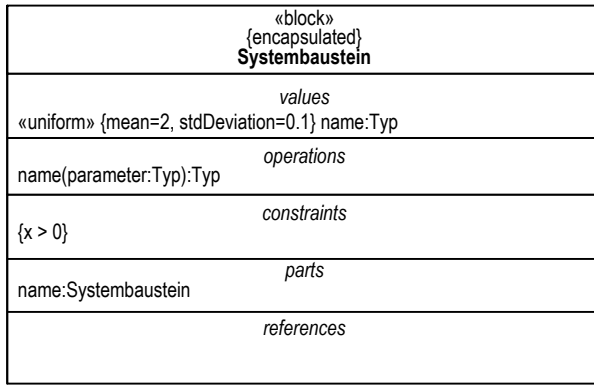 «block»
{encapsulated}
Systembaustein
values
«uniform» {mean=2, stdDeviation=0.1} name:Typ
operations
name(parameter:Typ):Typ
constraints
{x > 0}
parts
name:Systembaustein
references